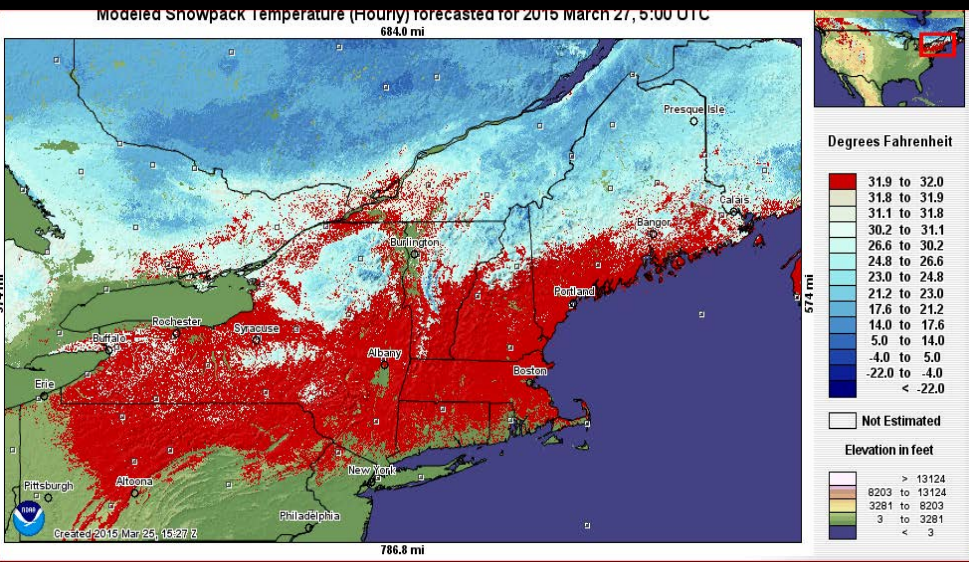 Modeled Snowpack Temperature (Hourly) forecasted for 2015 March 27, 5:00 UTC
684.0 mi
Presque Isle
Calais
Bangor
Burlington
574 mi
Portland
Rochester
Syracuse
Buffalo
Albany
Boston
Erie
New York
Pittsburgh
Altoona
Philadelphia
NOAA
Created 2015 Mar 25, 15:27 Z
786.8 mi
Degrees Fahrenheit
31.9 to 32.0
31.8 to 31.9
31.1 to 31.8
30.2 to 31.1
26.6 to 30.2
24.8 to 26.6
23.0 to 24.8
21.2 to 23.0
17.6 to 21.2
14.0 to 17.6
5.0 to 14.0
-4.0 to 5.0
-22.0 to -4.0
< -22.0
Not Estimated
Elevation in feet
> 13124
8203 to 13124
3281 to 8203
3 to 3281
< 3